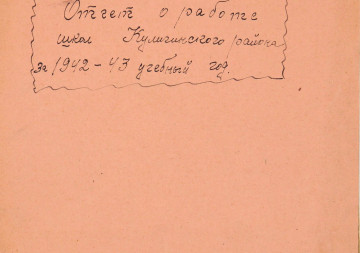 Отчет о работе
школ Кулигинского района
за 1942-43 учебный год.